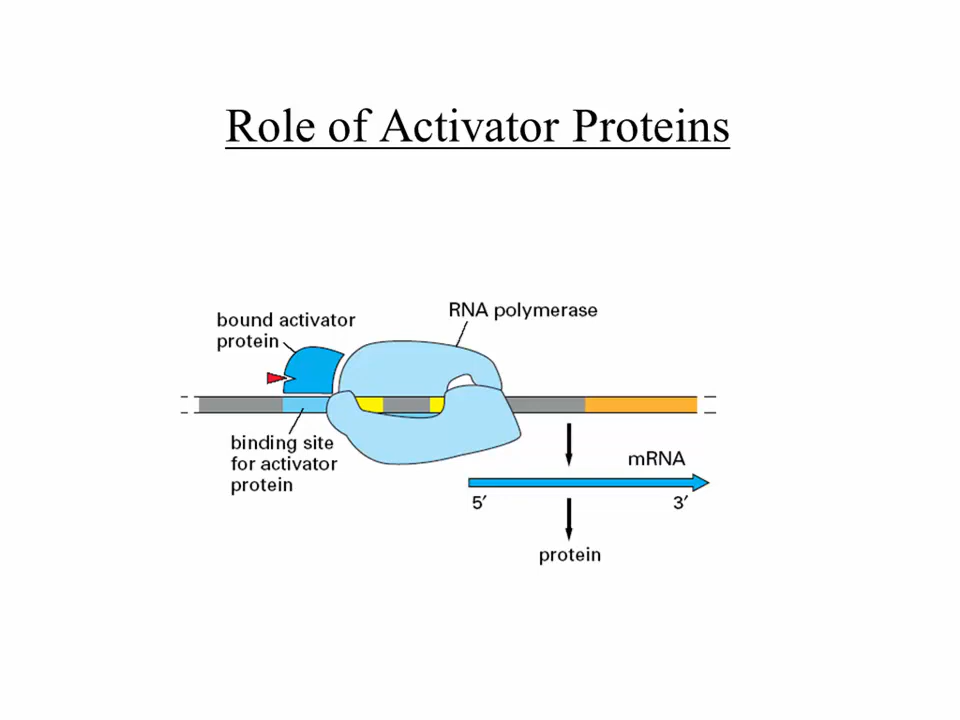 Role of Activator Proteins
RNA polymerase
bound activator
protein
binding site
for activator
protein
mRNA
5′
3′
protein